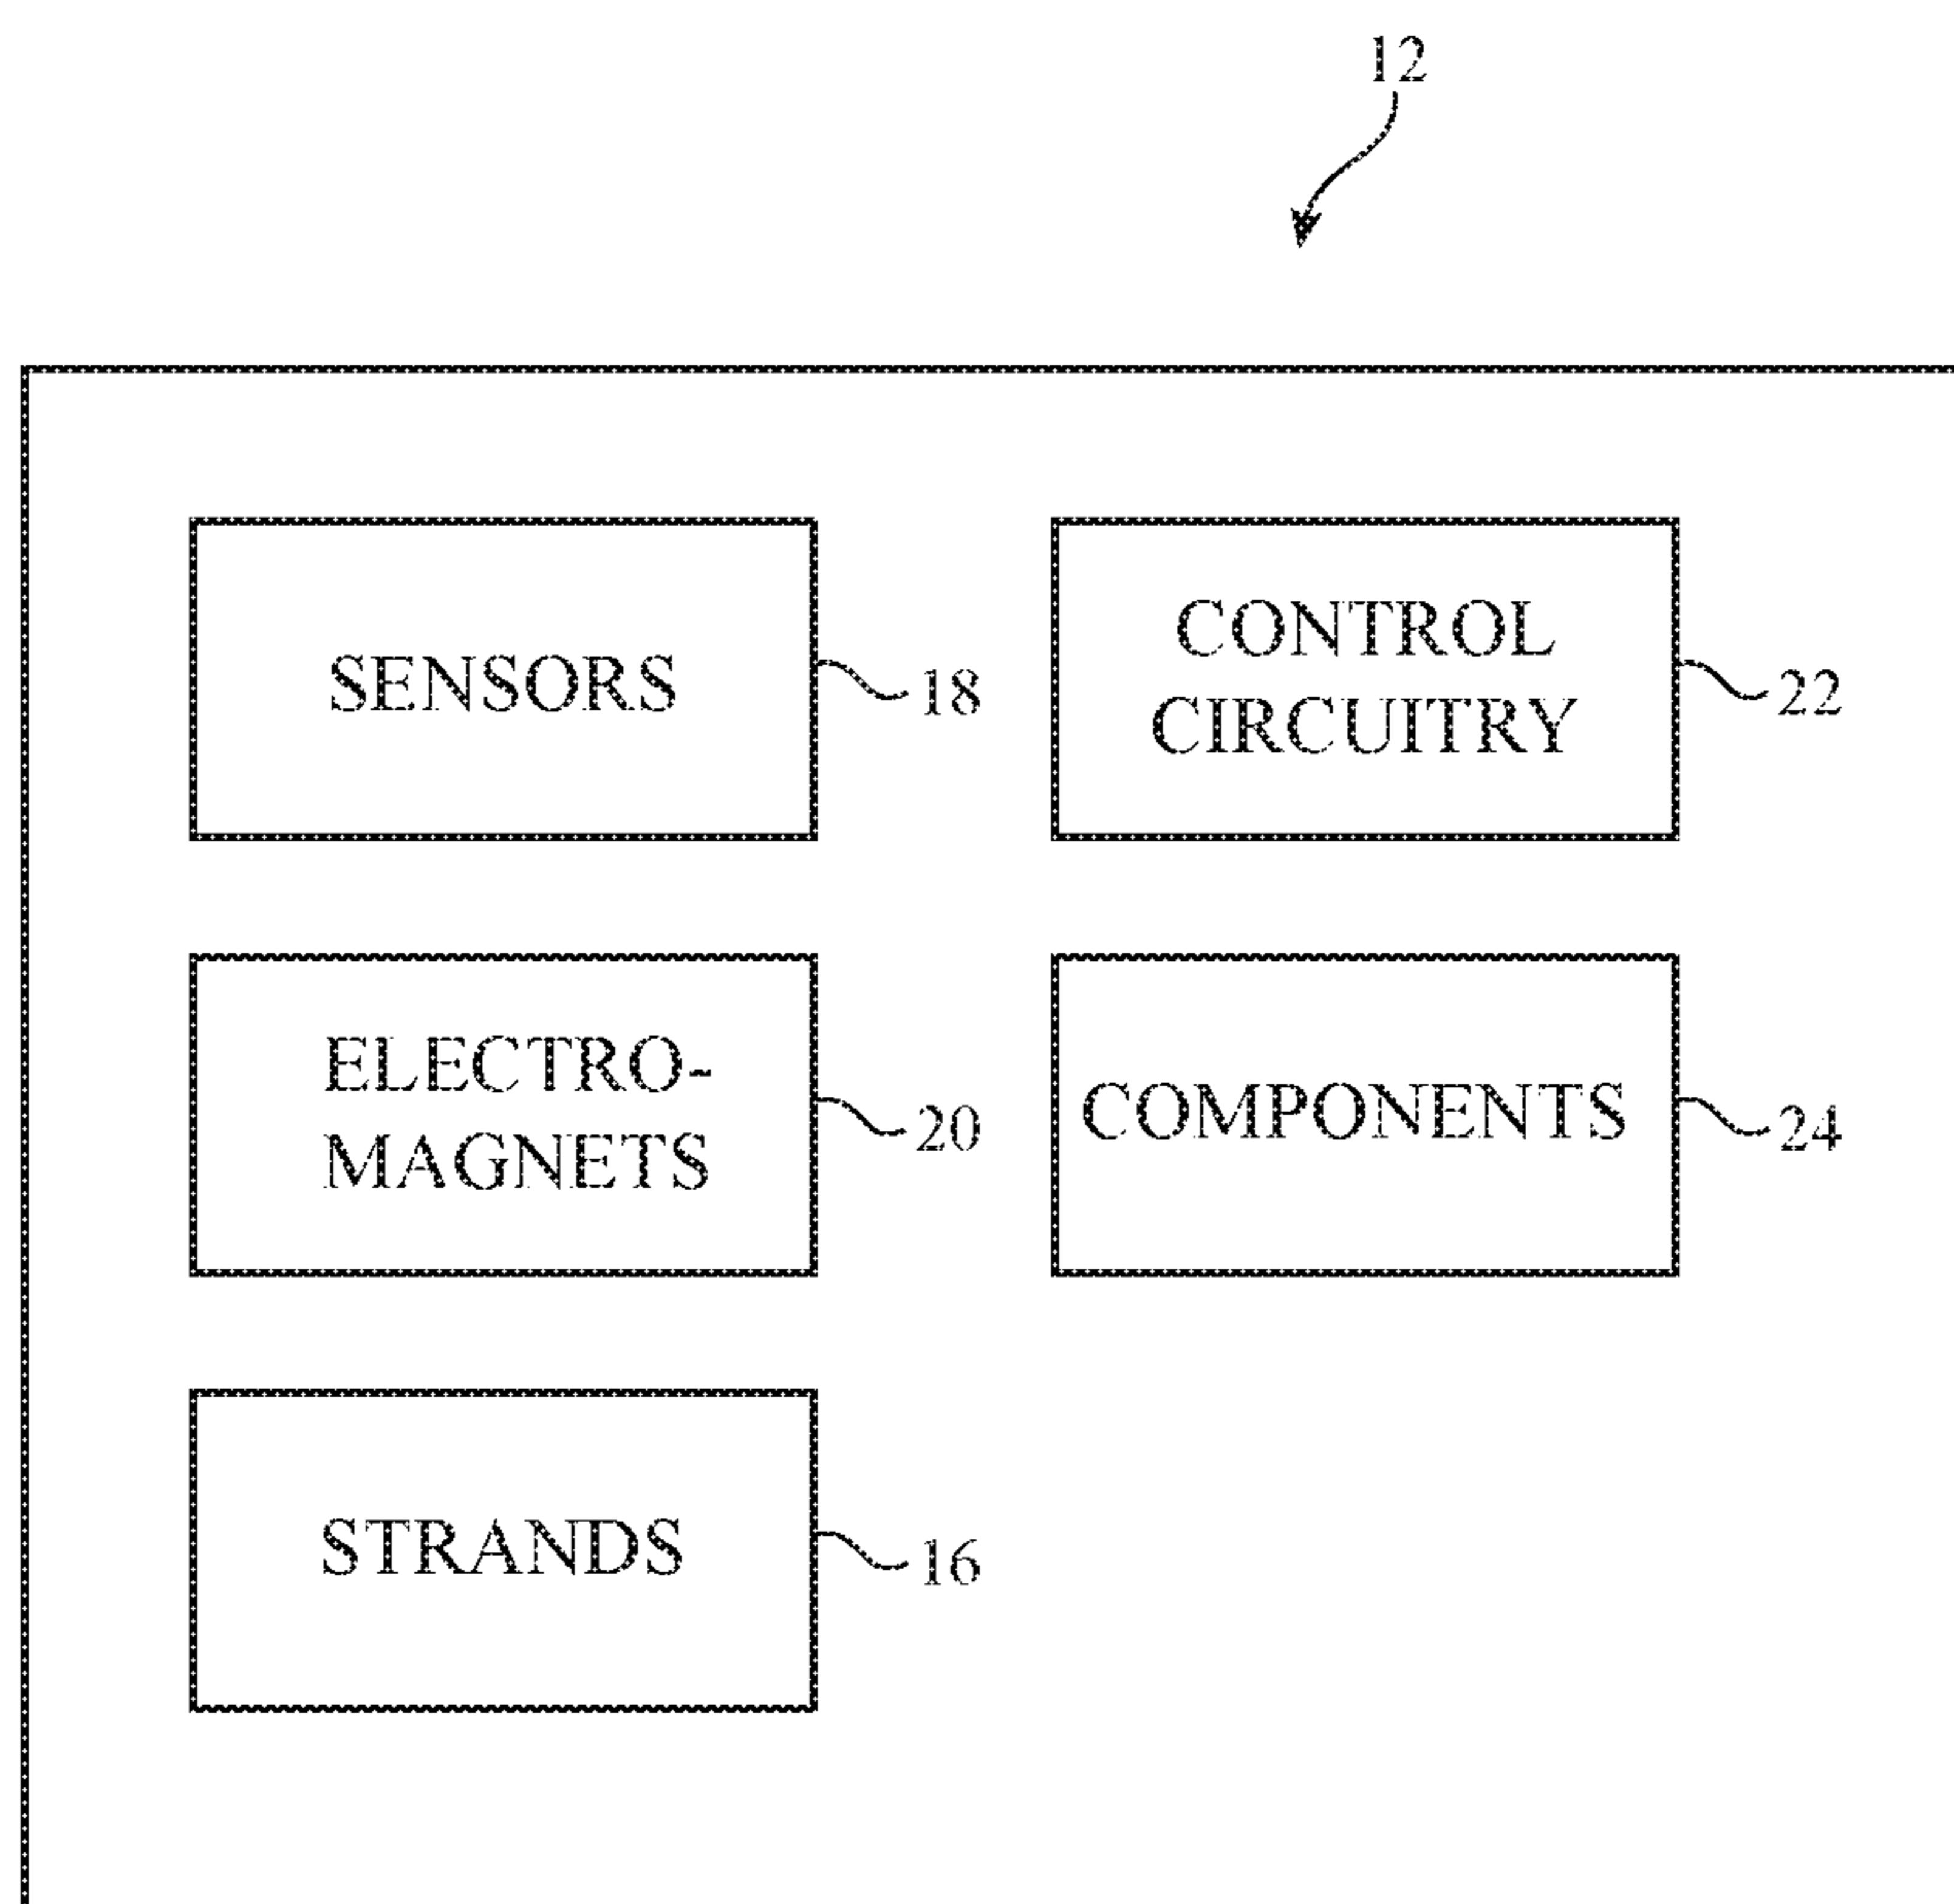 12
SENSORS
18
CONTROL
CIRCUITRY
22
ELECTRO-
MAGNETS
20
COMPONENTS
24
STRANDS
16